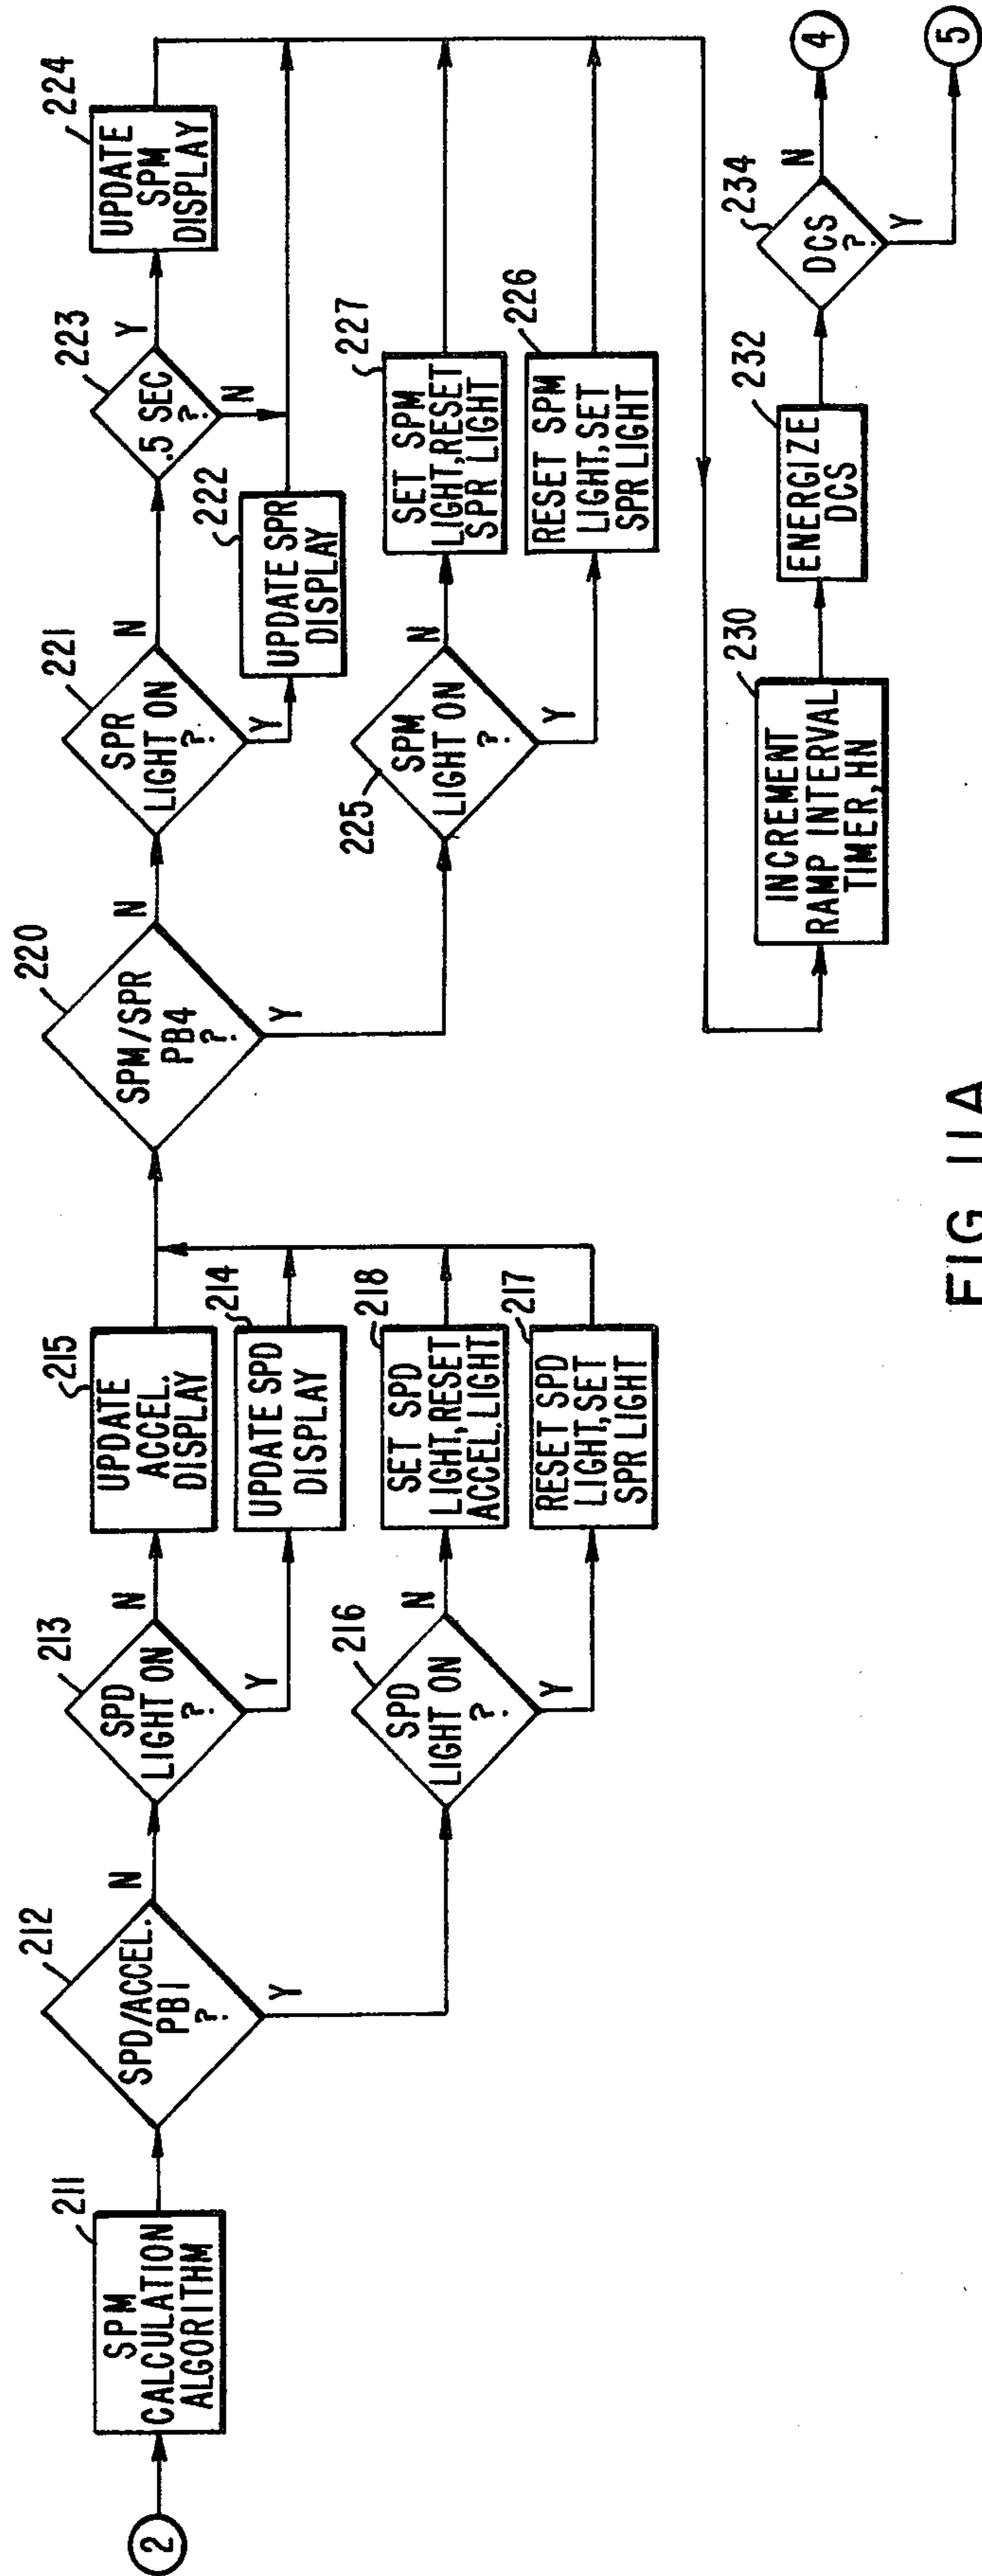 2
211
SPM
CALCULATION
ALGORITHM
212
SPD/ACCEL.
PB1
?
N
Y
213
SPD
LIGHT ON
?
N
Y
215
UPDATE
ACCEL.
DISPLAY
214
UPDATE SPD
DISPLAY
216
SPD
LIGHT ON
?
N
Y
218
SET SPD
LIGHT,RESET
ACCEL.LIGHT
217
RESET SPD
LIGHT,SET
SPR LIGHT
220
SPM/SPR
PB4
?
N
Y
221
SPR
LIGHT ON
?
N
Y
222
UPDATE SPR
DISPLAY
223
.5 SEC
?
Y
N
224
UPDATE
SPM
DISPLAY
225
SPM
LIGHT ON
?
N
Y
227
SET SPM
LIGHT,RESET
SPR LIGHT
226
RESET SPM
LIGHT,SET
SPR LIGHT
230
INCREMENT
RAMP INTERVAL
TIMER,HN
232
ENERGIZE
DCS
234
DCS
?
N
Y
4
5
FIG. 11A